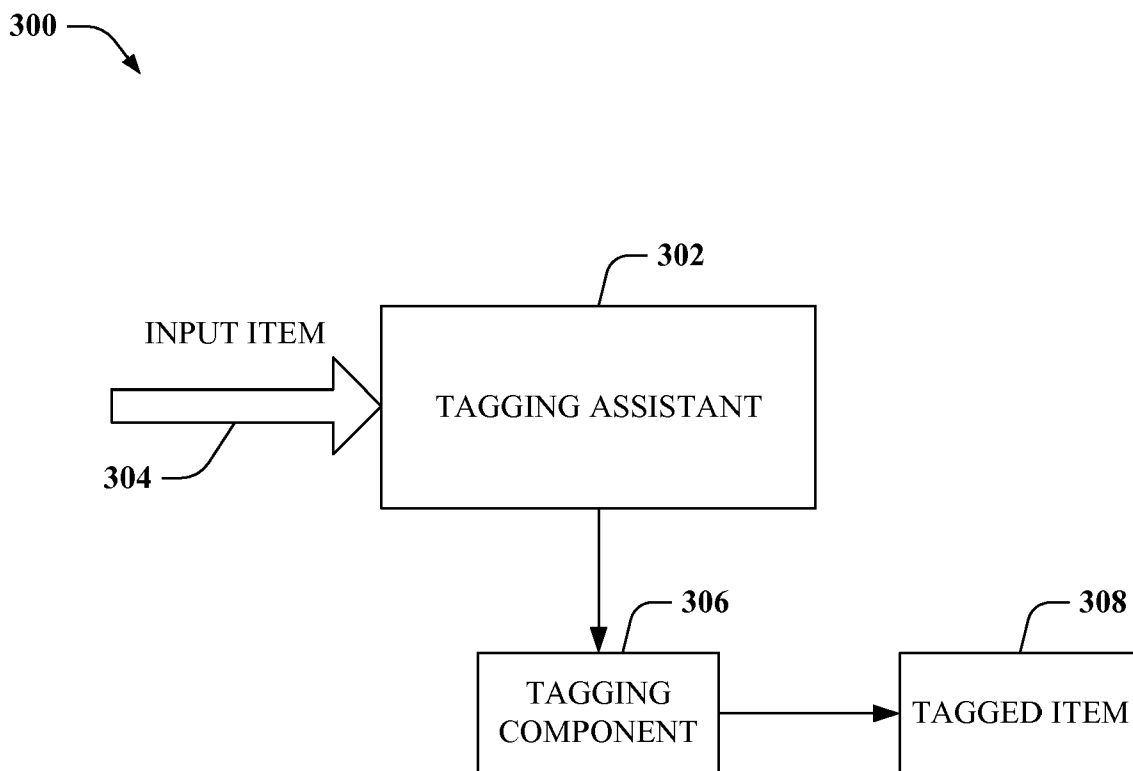 300
302
INPUT ITEM
TAGGING ASSISTANT
304
306
308
TAGGING
COMPONENT
TAGGED ITEM